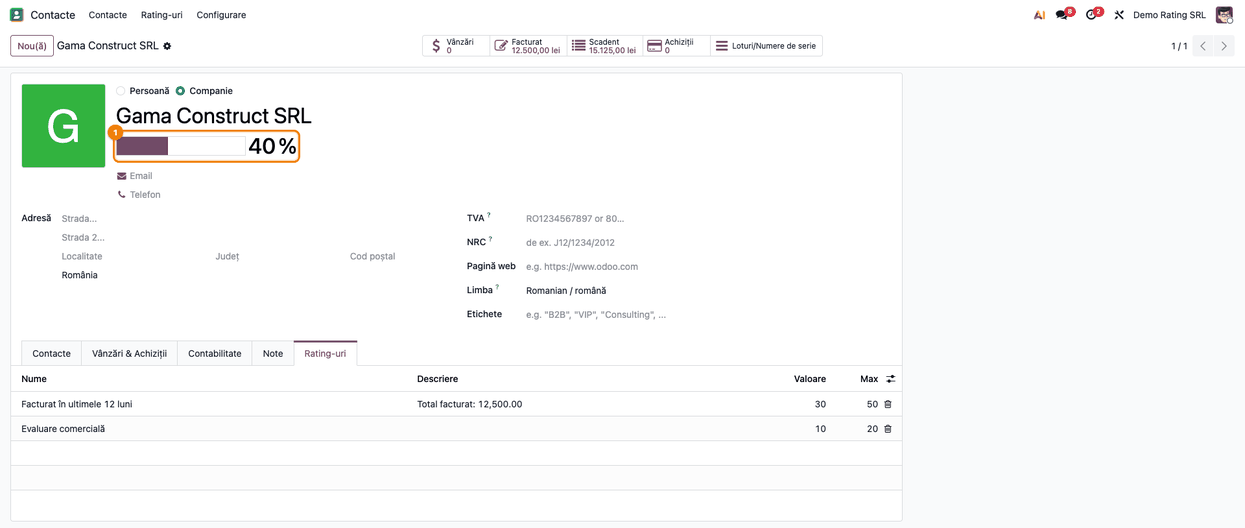 Contacte Contacte Rating-uri Configurare AI 8 2 Demo Rating SRL
Nou(ă) Gama Construct SRL Vânzări 0 Facturat 12.500,00 lei Scadent 15.125,00 lei Achiziții 0 Loturi/Numere de serie 1 / 1
G
Persoană Companie
Gama Construct SRL
1
40 %
Email
Telefon
Adresă Strada...
Strada 2...
Localitate Județ Cod poștal
România
TVA ? RO1234567897 or 80...
NRC ? de ex. J12/1234/2012
Pagină web e.g. https://www.odoo.com
Limba ? Romanian / română
Etichete e.g. "B2B", "VIP", "Consulting", ...
Contacte Vânzări & Achiziții Contabilitate Note Rating-uri
Nume Descriere Valoare Max
Facturat în ultimele 12 luni Total facturat: 12,500.00 30 50
Evaluare comercială 10 20